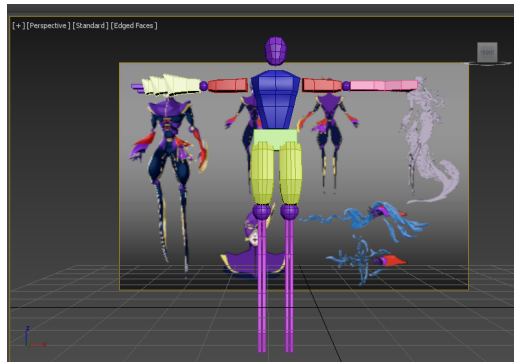 [+] [Perspective ] [Standard ] [Edged Faces ]